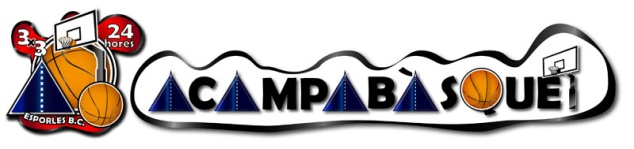 3x3
24
hores
ESPORLES B.C.
ACAMPABÀSQUET